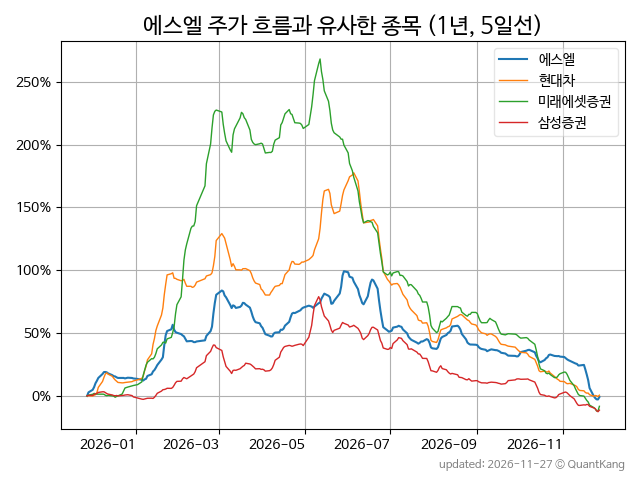 에스엘 주가 흐름과 유사한 종목 (1년, 5일선)
에스엘
현대차
미래에셋증권
삼성증권
250%
200%
150%
100%
50%
0%
2026-01 2026-03 2026-05 2026-07 2026-09 2026-11
updated: 2026-11-27 © QuantKang